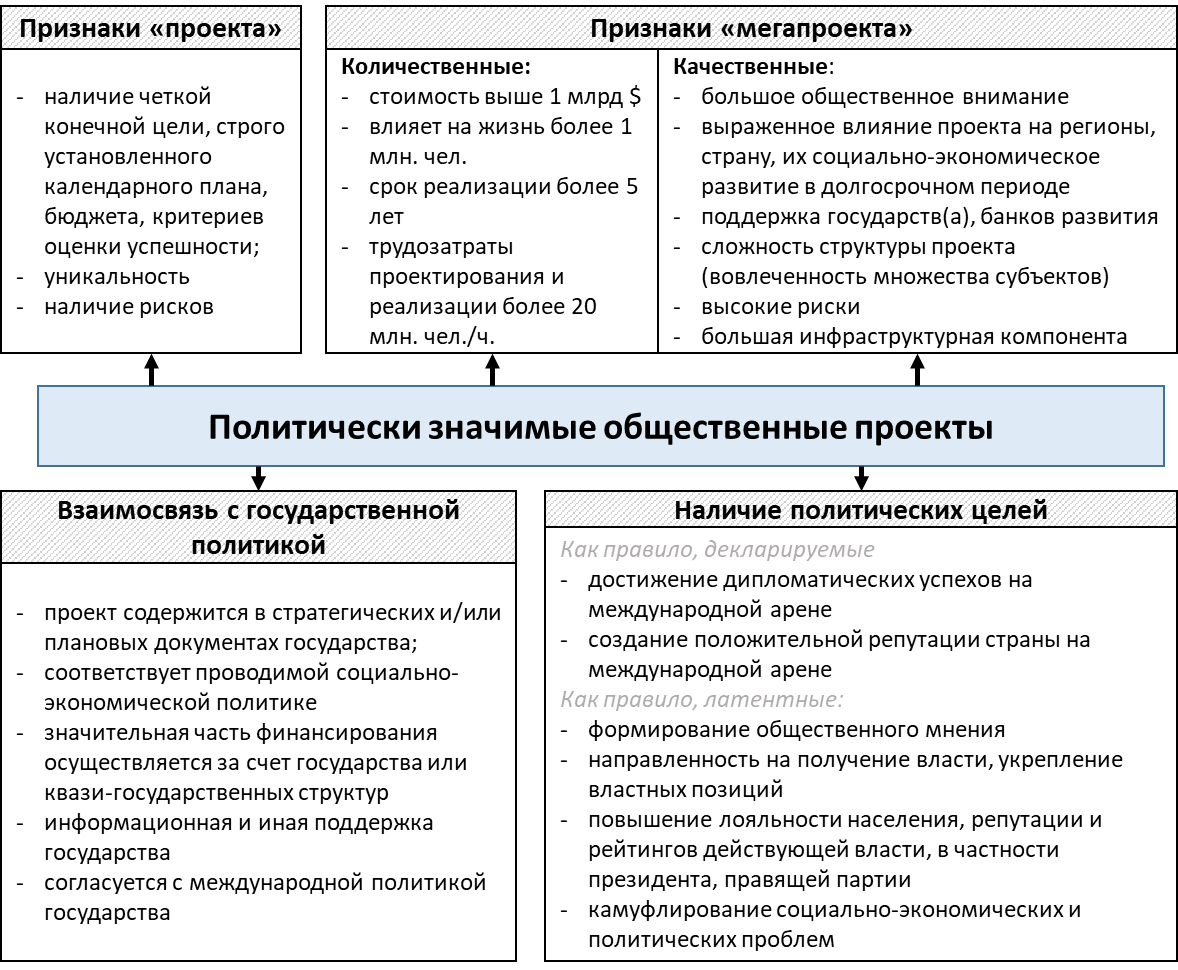 Признаки «проекта»
- наличие четкой
конечной цели, строго
установленного
календарного плана,
бюджета, критериев
оценки успешности;
- уникальность
- наличие рисков
Признаки «мегапроекта»
Количественные:
- стоимость выше 1 млрд $
- влияет на жизнь более 1
млн. чел.
- срок реализации более 5
лет
- трудозатраты
проектирования и
реализации более 20
млн. чел./ч.
Качественные:
- большое общественное внимание
- выраженное влияние проекта на регионы,
страну, их социально-экономическое
развитие в долгосрочном периоде
- поддержка государств(а), банков развития
- сложность структуры проекта
(вовлеченность множества субъектов)
- высокие риски
- большая инфраструктурная компонента
Политически значимые общественные проекты
Взаимосвязь с государственной
политикой
- проект содержится в стратегических и/или
плановых документах государства;
- соответствует проводимой социально-
экономической политике
- значительная часть финансирования
осуществляется за счет государства или
квази-государственных структур
- информационная и иная поддержка
государства
- согласуется с международной политикой
государства
Наличие политических целей
Как правило, декларируемые
- достижение дипломатических успехов на
международной арене
- создание положительной репутации страны на
международной арене
Как правило, латентные:
- формирование общественного мнения
- направленность на получение власти, укрепление
властных позиций
- повышение лояльности населения, репутации и
рейтингов действующей власти, в частности
президента, правящей партии
- камуфлирование социально-экономических и
политических проблем